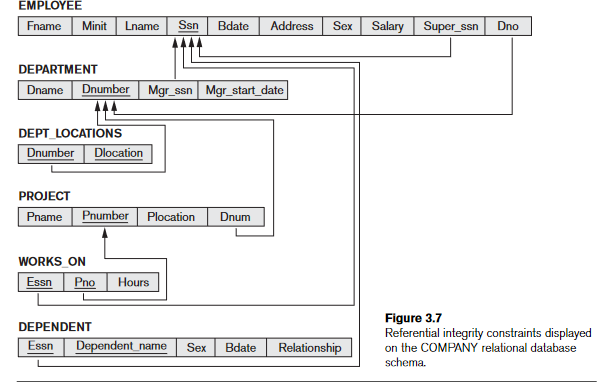 EMPLOYEE
Fname Minit Lname Ssn Bdate Address Sex Salary Super_ssn Dno
DEPARTMENT
Dname Dnumber Mgr_ssn Mgr_start_date
DEPT_LOCATIONS
Dnumber Dlocation
PROJECT
Pname Pnumber Plocation Dnum
WORKS_ON
Essn Pno Hours
DEPENDENT
Essn Dependent_name Sex Bdate Relationship
Figure 3.7
Referential integrity constraints displayed
on the COMPANY relational database
schema.